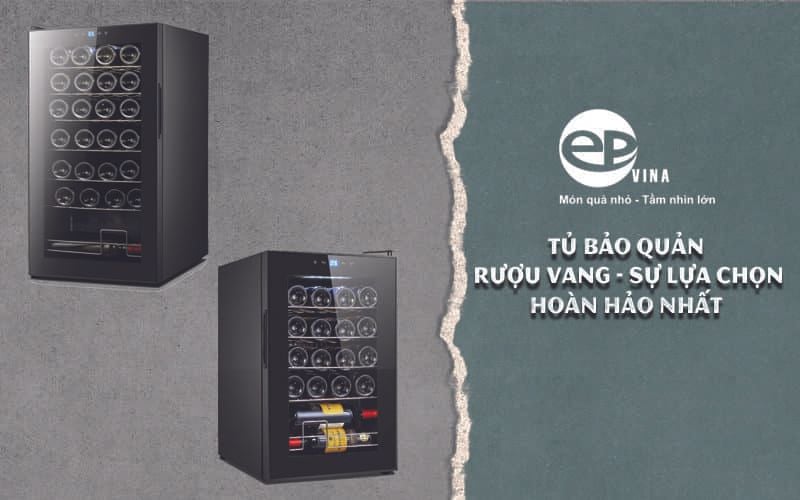 ep
VINA
Món quà nhỏ - Tầm nhìn lớn
TỦ BẢO QUẢN
RƯỢU VANG - SỰ LỰA CHỌN
HOÀN HẢO NHẤT